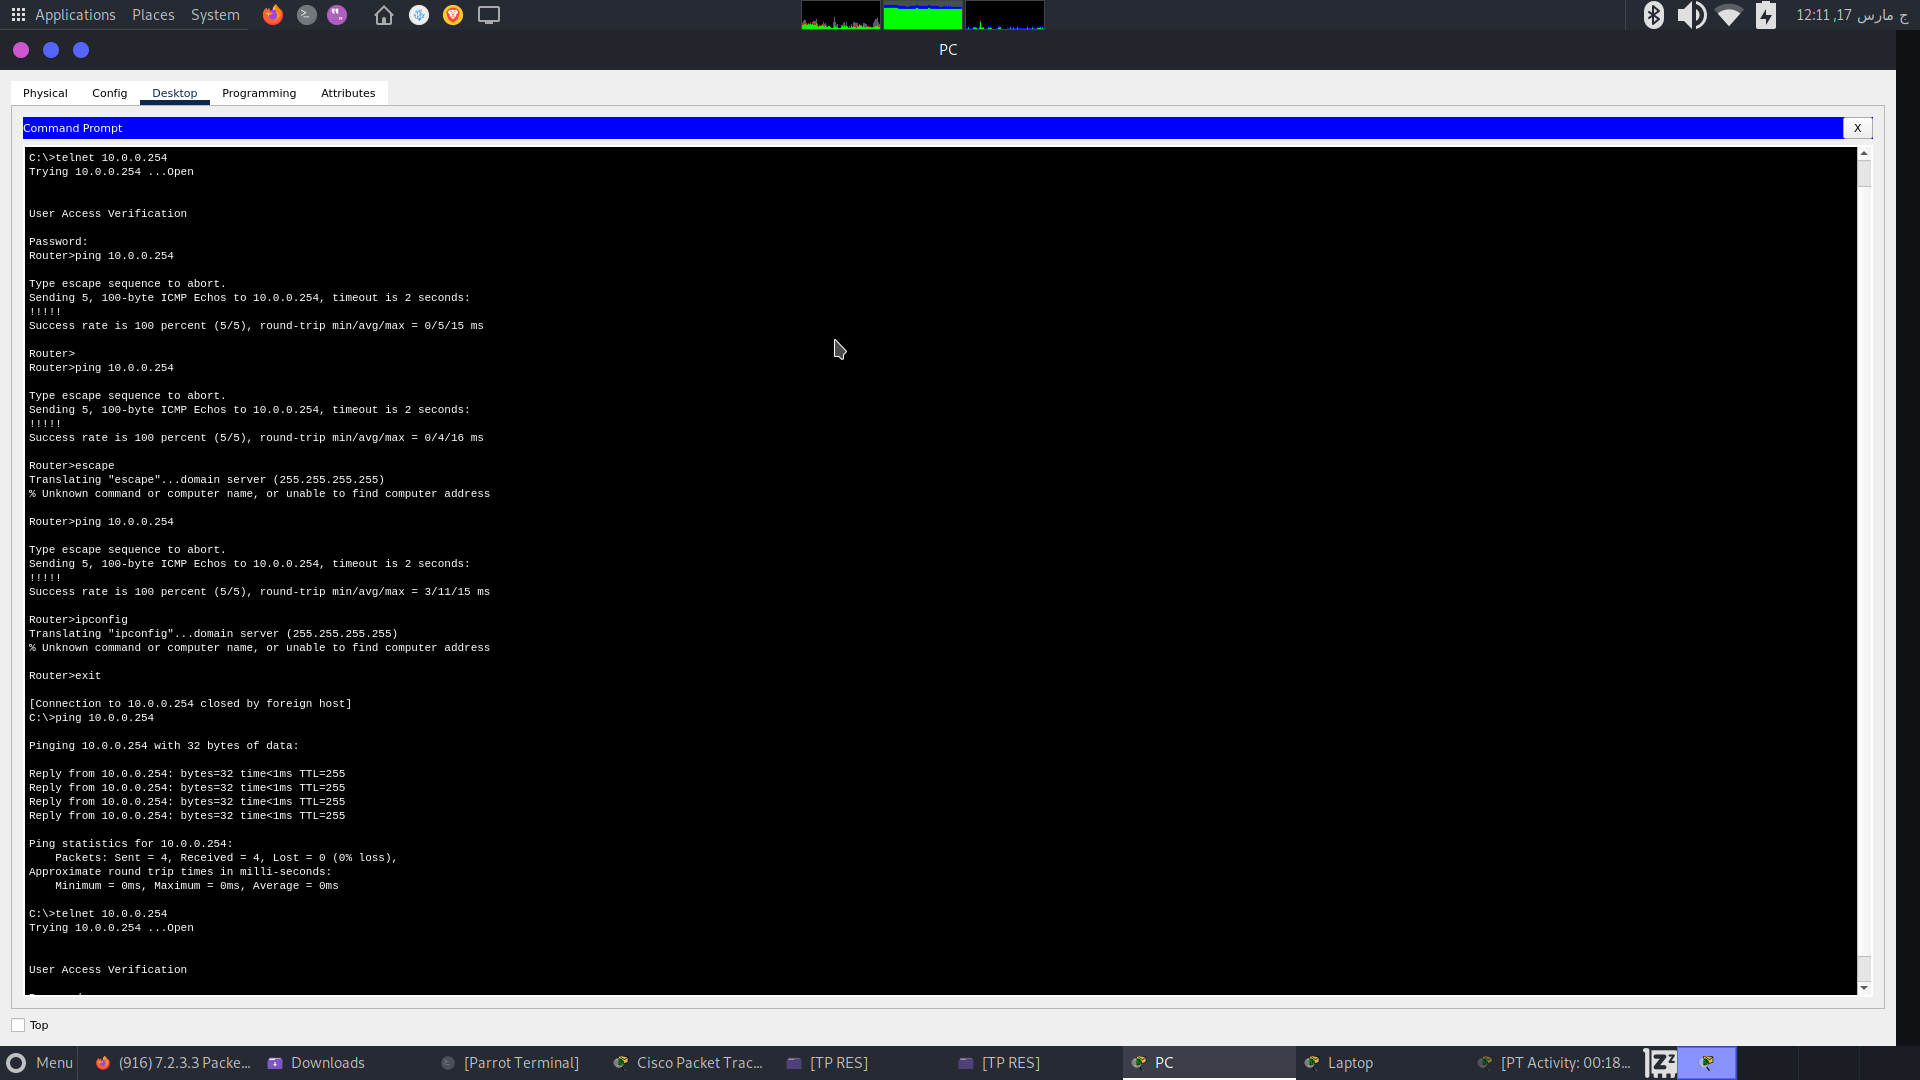 Applications Places System
12:11 ,17 مارس ج
PC
Physical Config Desktop Programming Attributes
Command Prompt
X
C:\>telnet 10.0.0.254
Trying 10.0.0.254 ...Open
User Access Verification
Password:
Router>ping 10.0.0.254
Type escape sequence to abort.
Sending 5, 100-byte ICMP Echos to 10.0.0.254, timeout is 2 seconds:
!!!!!
Success rate is 100 percent (5/5), round-trip min/avg/max = 0/5/15 ms
Router>
Router>ping 10.0.0.254
Type escape sequence to abort.
Sending 5, 100-byte ICMP Echos to 10.0.0.254, timeout is 2 seconds:
!!!!!
Success rate is 100 percent (5/5), round-trip min/avg/max = 0/4/16 ms
Router>escape
Translating "escape"...domain server (255.255.255.255)
% Unknown command or computer name, or unable to find computer address
Router>ping 10.0.0.254
Type escape sequence to abort.
Sending 5, 100-byte ICMP Echos to 10.0.0.254, timeout is 2 seconds:
!!!!!
Success rate is 100 percent (5/5), round-trip min/avg/max = 3/11/15 ms
Router>ipconfig
Translating "ipconfig"...domain server (255.255.255.255)
% Unknown command or computer name, or unable to find computer address
Router>exit
[Connection to 10.0.0.254 closed by foreign host]
C:\>ping 10.0.0.254
Pinging 10.0.0.254 with 32 bytes of data:
Reply from 10.0.0.254: bytes=32 time<1ms TTL=255
Reply from 10.0.0.254: bytes=32 time<1ms TTL=255
Reply from 10.0.0.254: bytes=32 time<1ms TTL=255
Reply from 10.0.0.254: bytes=32 time<1ms TTL=255
Ping statistics for 10.0.0.254:
Packets: Sent = 4, Received = 4, Lost = 0 (0% loss),
Approximate round trip times in milli-seconds:
Minimum = 0ms, Maximum = 0ms, Average = 0ms
C:\>telnet 10.0.0.254
Trying 10.0.0.254 ...Open
User Access Verification
Top
Menu (916) 7.2.3.3 Packe... Downloads [Parrot Terminal] Cisco Packet Trac... [TP RES] [TP RES] PC Laptop [PT Activity: 00:18... zzz